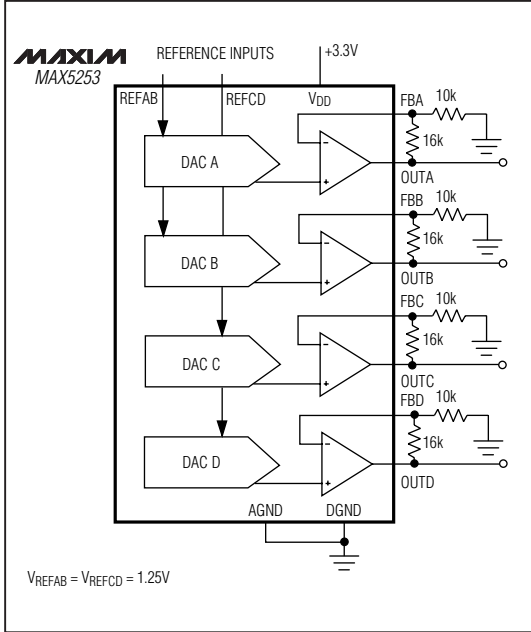 MAXIM
MAX5253
REFERENCE INPUTS
+3.3V
REFAB
REFCD
VDD
FBA
10k
16k
DAC A
−
+
OUTA
FBB
10k
16k
DAC B
−
+
OUTB
FBC
10k
16k
DAC C
−
+
OUTC
FBD
10k
16k
DAC D
−
+
OUTD
AGND
DGND
VREFAB = VREFCD = 1.25V